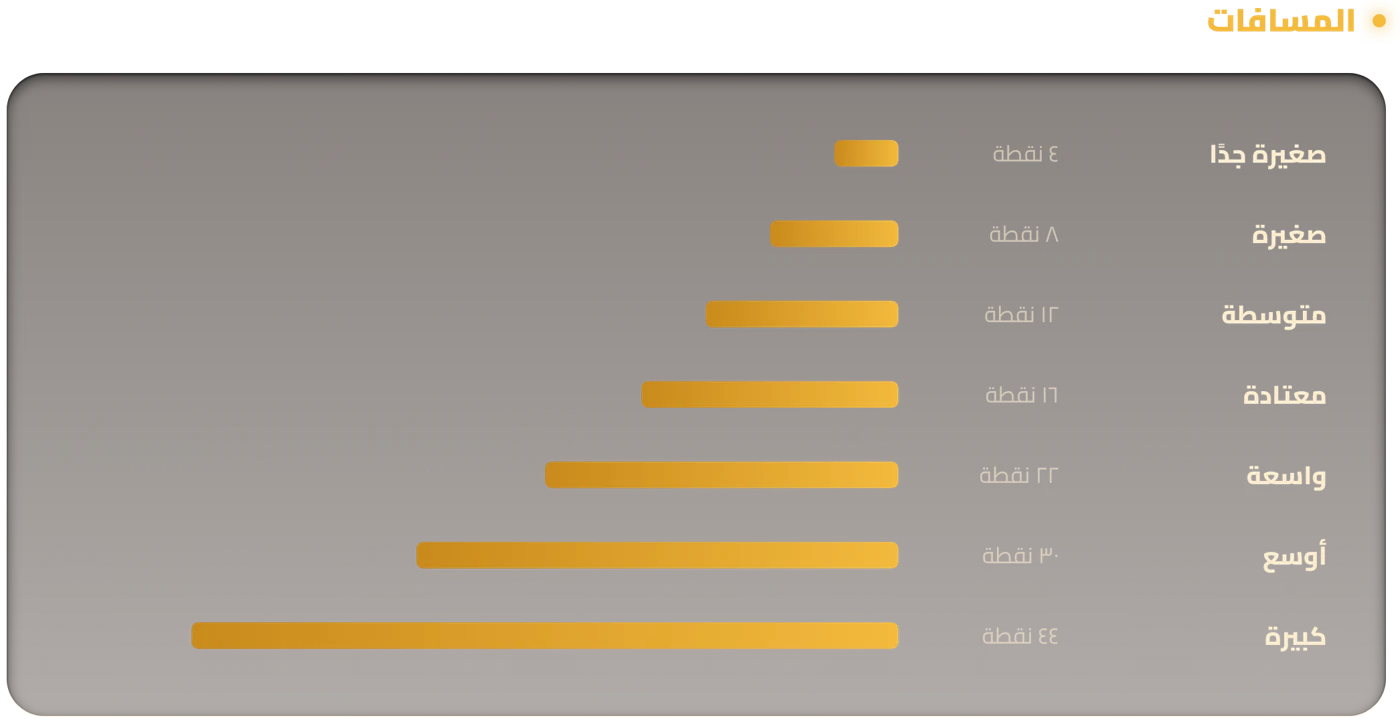 المسافات
صغيرة جدًا ٤ نقطة
صغيرة ٨ نقطة
متوسطة ١٢ نقطة
معتادة ١٦ نقطة
واسعة ٢٢ نقطة
أوسع ٣٠ نقطة
كبيرة ٤٤ نقطة